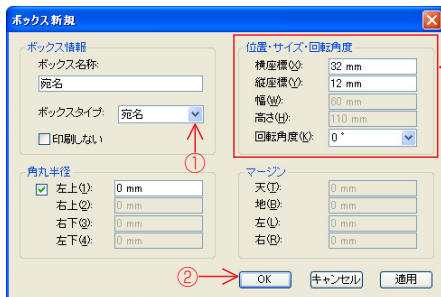 ボックス新規
ボックス情報
ボックス名称:
宛名
ボックスタイプ: 宛名
①
印刷しない
位置・サイズ・回転角度
横座標(X): 32 mm
縦座標(Y): 12 mm
幅(W): 60 mm
高さ(H): 110 mm
回転角度(K): 0 °
角丸半径
左上(1): 0 mm
右上(2): 0 mm
右下(3): 0 mm
左下(4): 0 mm
マージン
天(T): 0 mm
地(B): 0 mm
左(L): 0 mm
右(R): 0 mm
② OK キャンセル 適用